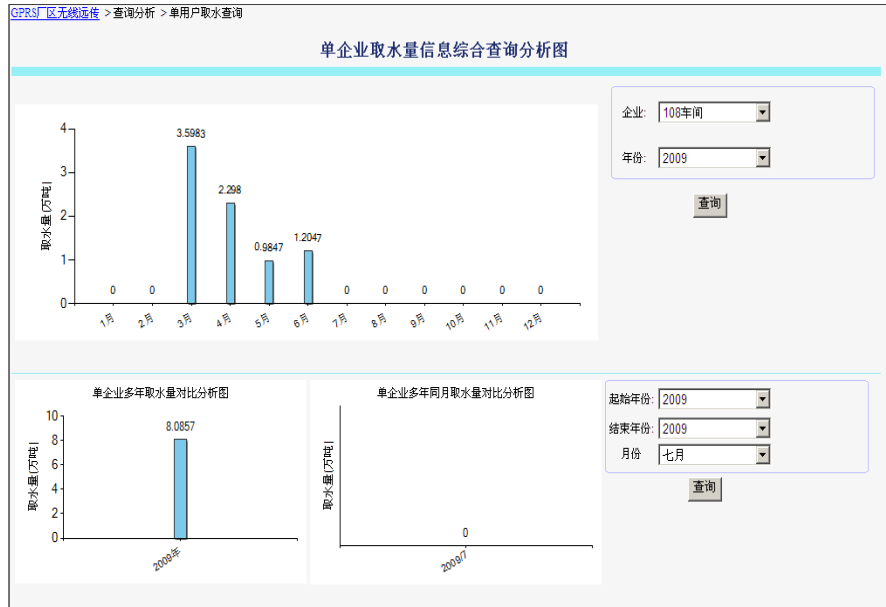 GPRS厂区无线远传 > 查询分析 > 单用户取水查询
单企业取水量信息综合查询分析图
企业: 108车间
年份: 2009
查询
取水量(万吨)
4
3
2
1
0
0 0 3.5983 2.298 0.9847 1.2047 0 0 0 0 0 0
1月 2月 3月 4月 5月 6月 7月 8月 9月 10月 11月 12月
单企业多年取水量对比分析图
取水量(万吨)
10
8
6
4
2
0
8.0857
2009年
单企业多年同月取水量对比分析图
取水量(万吨)
0
2009/7
起始年份: 2009
结束年份: 2009
月份 七月
查询